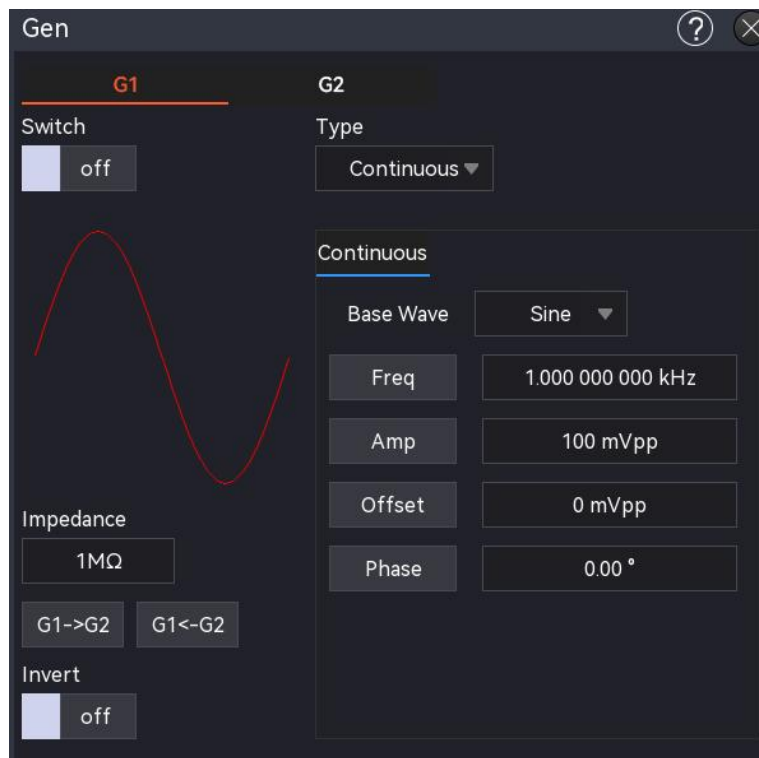 Gen ?
G1 G2
Switch Type
off Continuous
Continuous
Base Wave Sine
Freq 1.000 000 000 kHz
Amp 100 mVpp
Offset 0 mVpp
Impedance
1MΩ Phase 0.00 °
G1->G2 G1<-G2
Invert
off